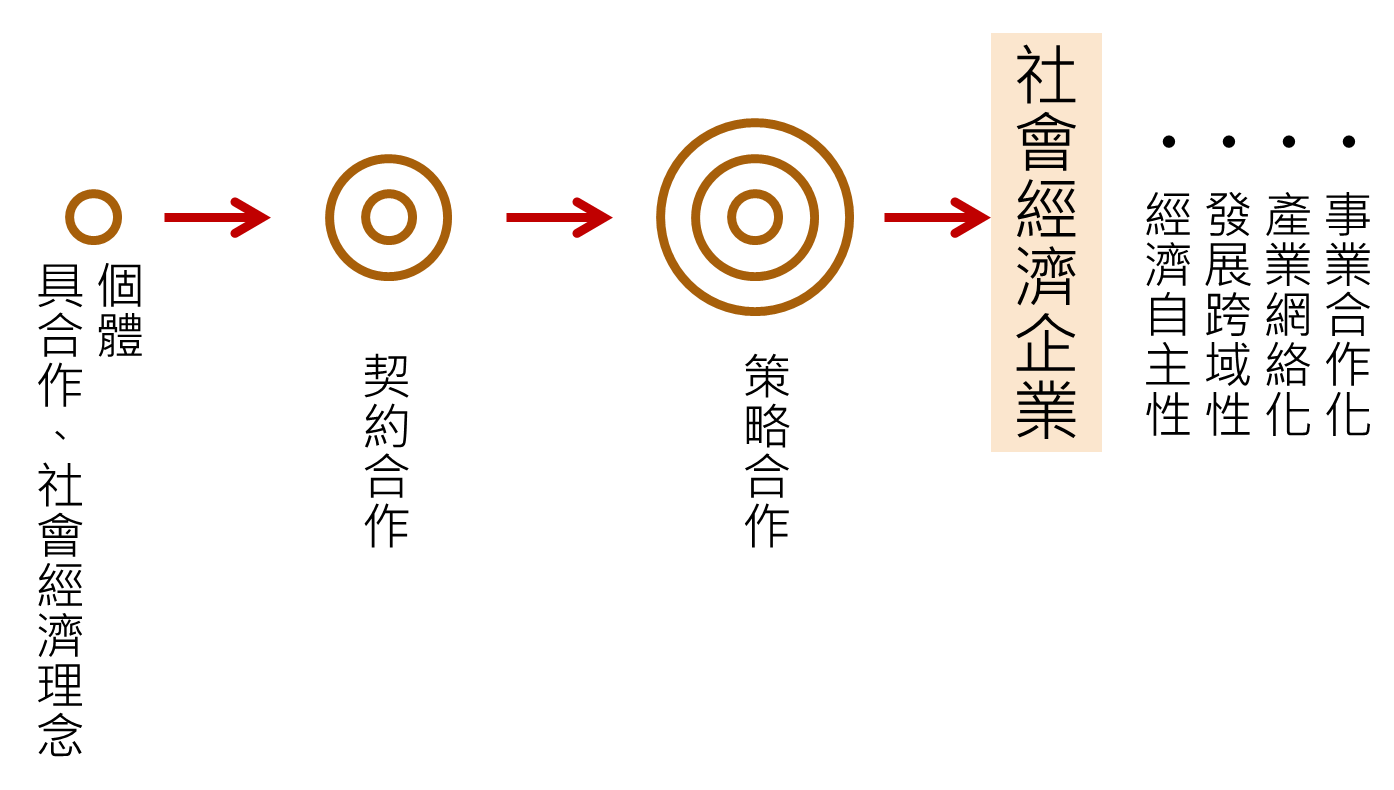 個體
具合作、社會經濟理念
契約合作
策略合作
社會經濟企業
• 事業合作化
• 產業網絡化
• 發展跨域性
• 經濟自主性